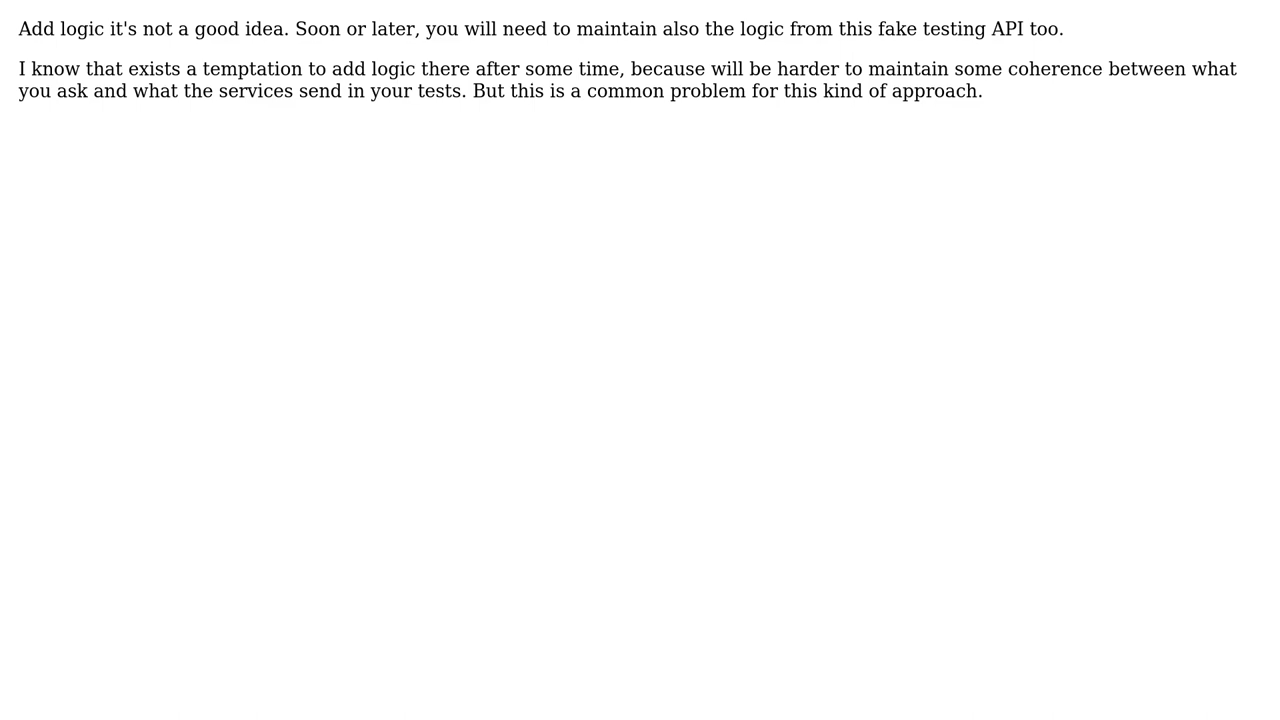 Add logic it's not a good idea. Soon or later, you will need to maintain also the logic from this fake testing API too.
I know that exists a temptation to add logic there after some time, because will be harder to maintain some coherence between what
you ask and what the services send in your tests. But this is a common problem for this kind of approach.